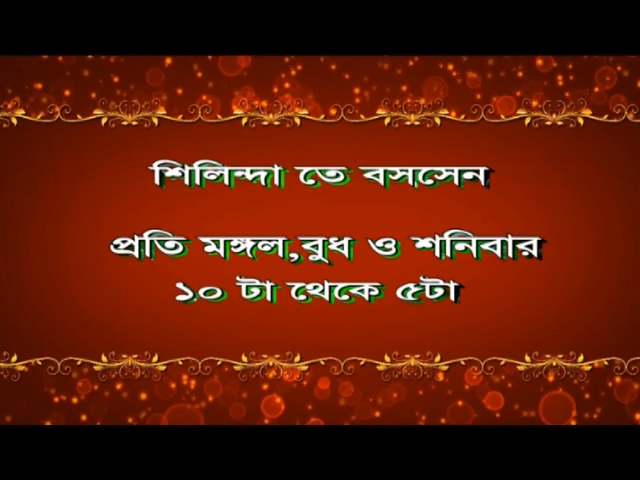 শিলিন্দা তে বসসেন
প্রতি মঙ্গল,বুধ ও শনিবার
১০ টা থেকে ৫টা